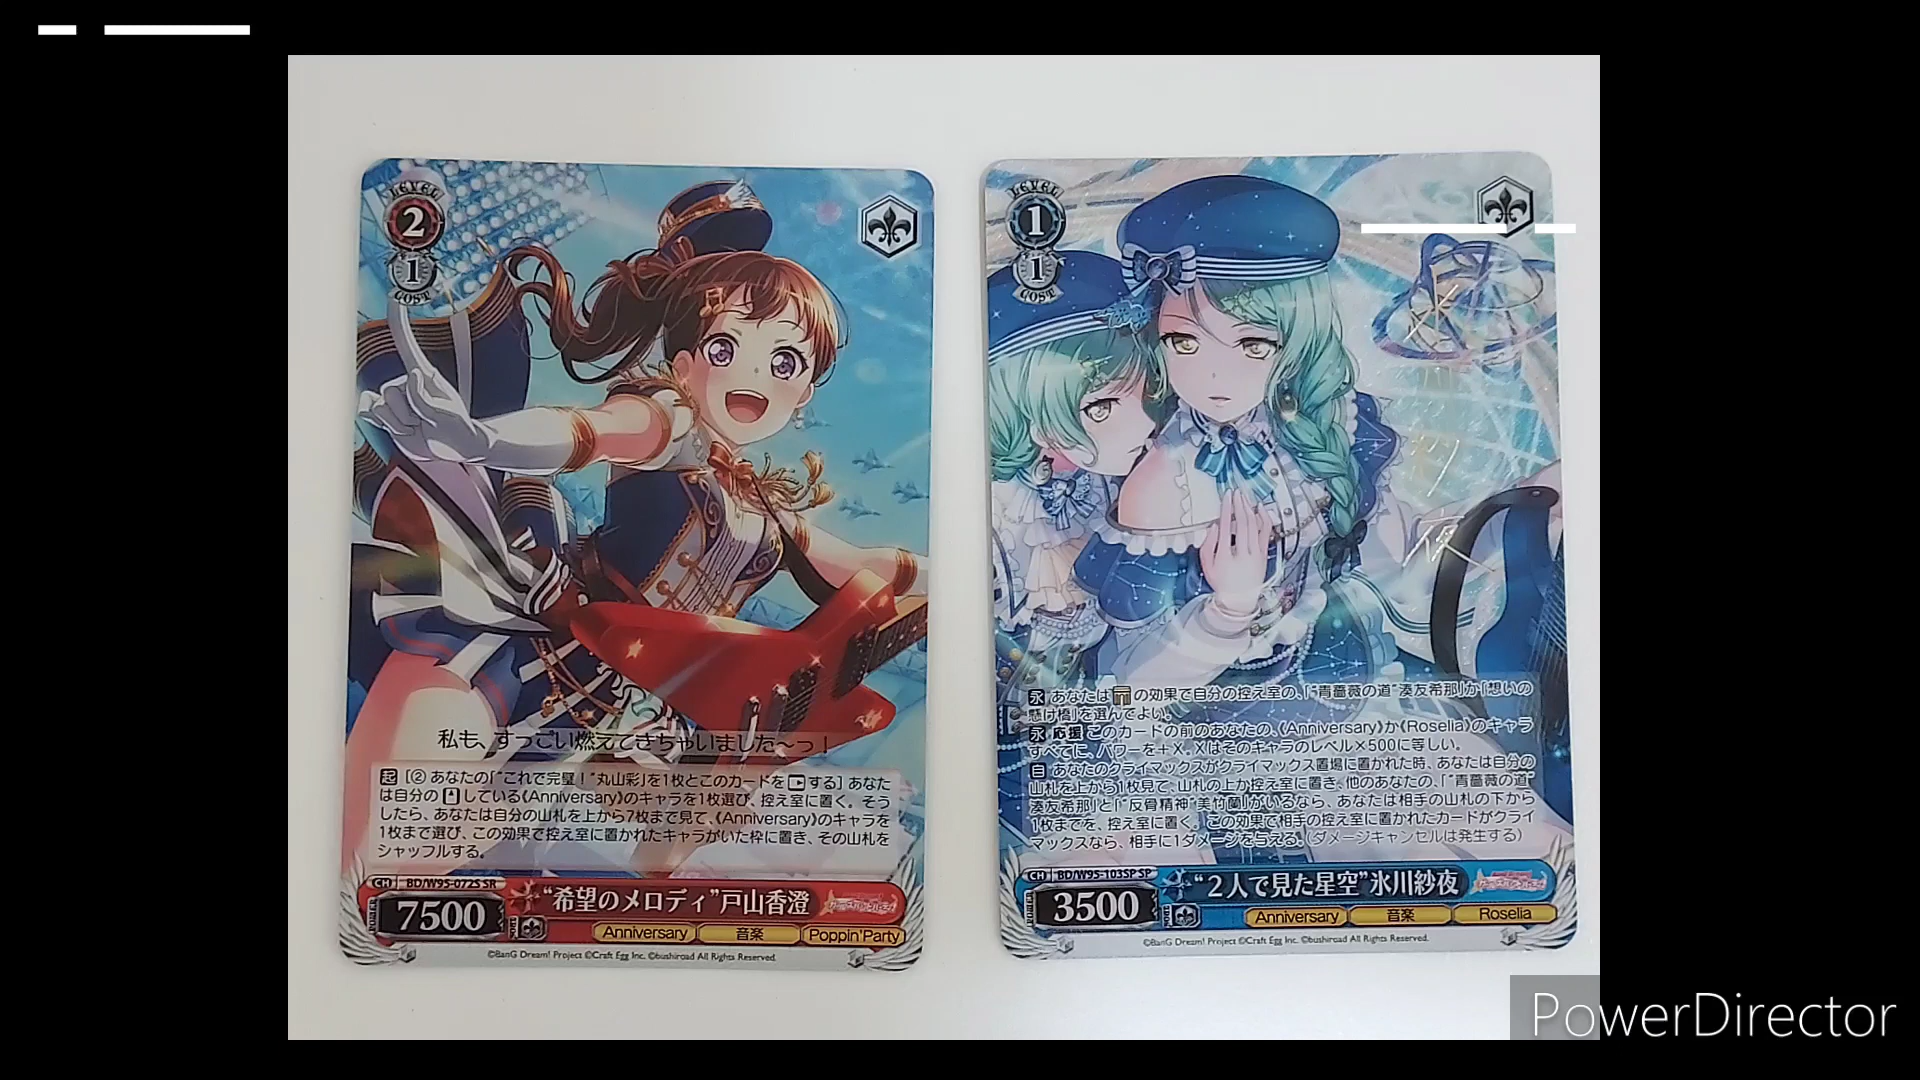 LEVEL
2
1
COST
私も、すっごい燃えてきちゃいました〜っ！
起 [② あなたの「“これで完璧！”丸山彩」を1枚とこのカードを する] あなた
は自分の している《Anniversary》のキャラを1枚選び、控え室に置く。そう
したら、あなたは自分の山札を上から7枚まで見て、《Anniversary》のキャラを
1枚まで選び、この効果で控え室に置かれたキャラがいた枠に置き、その山札を
シャッフルする。
CH BD/W95-072S SR
“希望のメロディ”戸山香澄
POWER 7500 SOUL
Anniversary 音楽 Poppin'Party
©BanG Dream! Project ©Craft Egg Inc. ©bushiroad All Rights Reserved.
LEVEL
1
1
COST
永 あなたは の効果で自分の控え室の、「“青薔薇の道”湊友希那」か「想いの
懸け橋」を選んでよい。
永 応援 このカードの前のあなたの、《Anniversary》か《Roselia》のキャラ
すべてに、パワーを＋X。Xはそのキャラのレベル×500に等しい。
自 あなたのクライマックスがクライマックス置場に置かれた時、あなたは自分の
山札を上から1枚見て、山札の上か控え室に置き、他のあなたの、「“青薔薇の道”
湊友希那」と「“反骨精神”美竹蘭」がいるなら、あなたは相手の山札の下から
1枚までを、控え室に置く。この効果で相手の控え室に置かれたカードがクライ
マックスなら、相手に1ダメージを与える。（ダメージキャンセルは発生する）
CH BD/W95-103SP SP
“２人で見た星空”氷川紗夜
POWER 3500 SOUL
Anniversary 音楽 Roselia
©BanG Dream! Project ©Craft Egg Inc. ©bushiroad All Rights Reserved.
PowerDirector